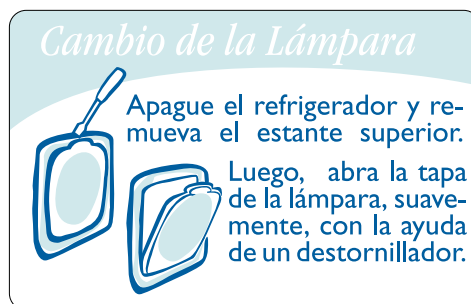 Cambio de la Lámpara
Apague el refrigerador y re-
mueva el estante superior.
Luego, abra la tapa
de la lámpara, suave-
mente, con la ayuda
de un destornillador.